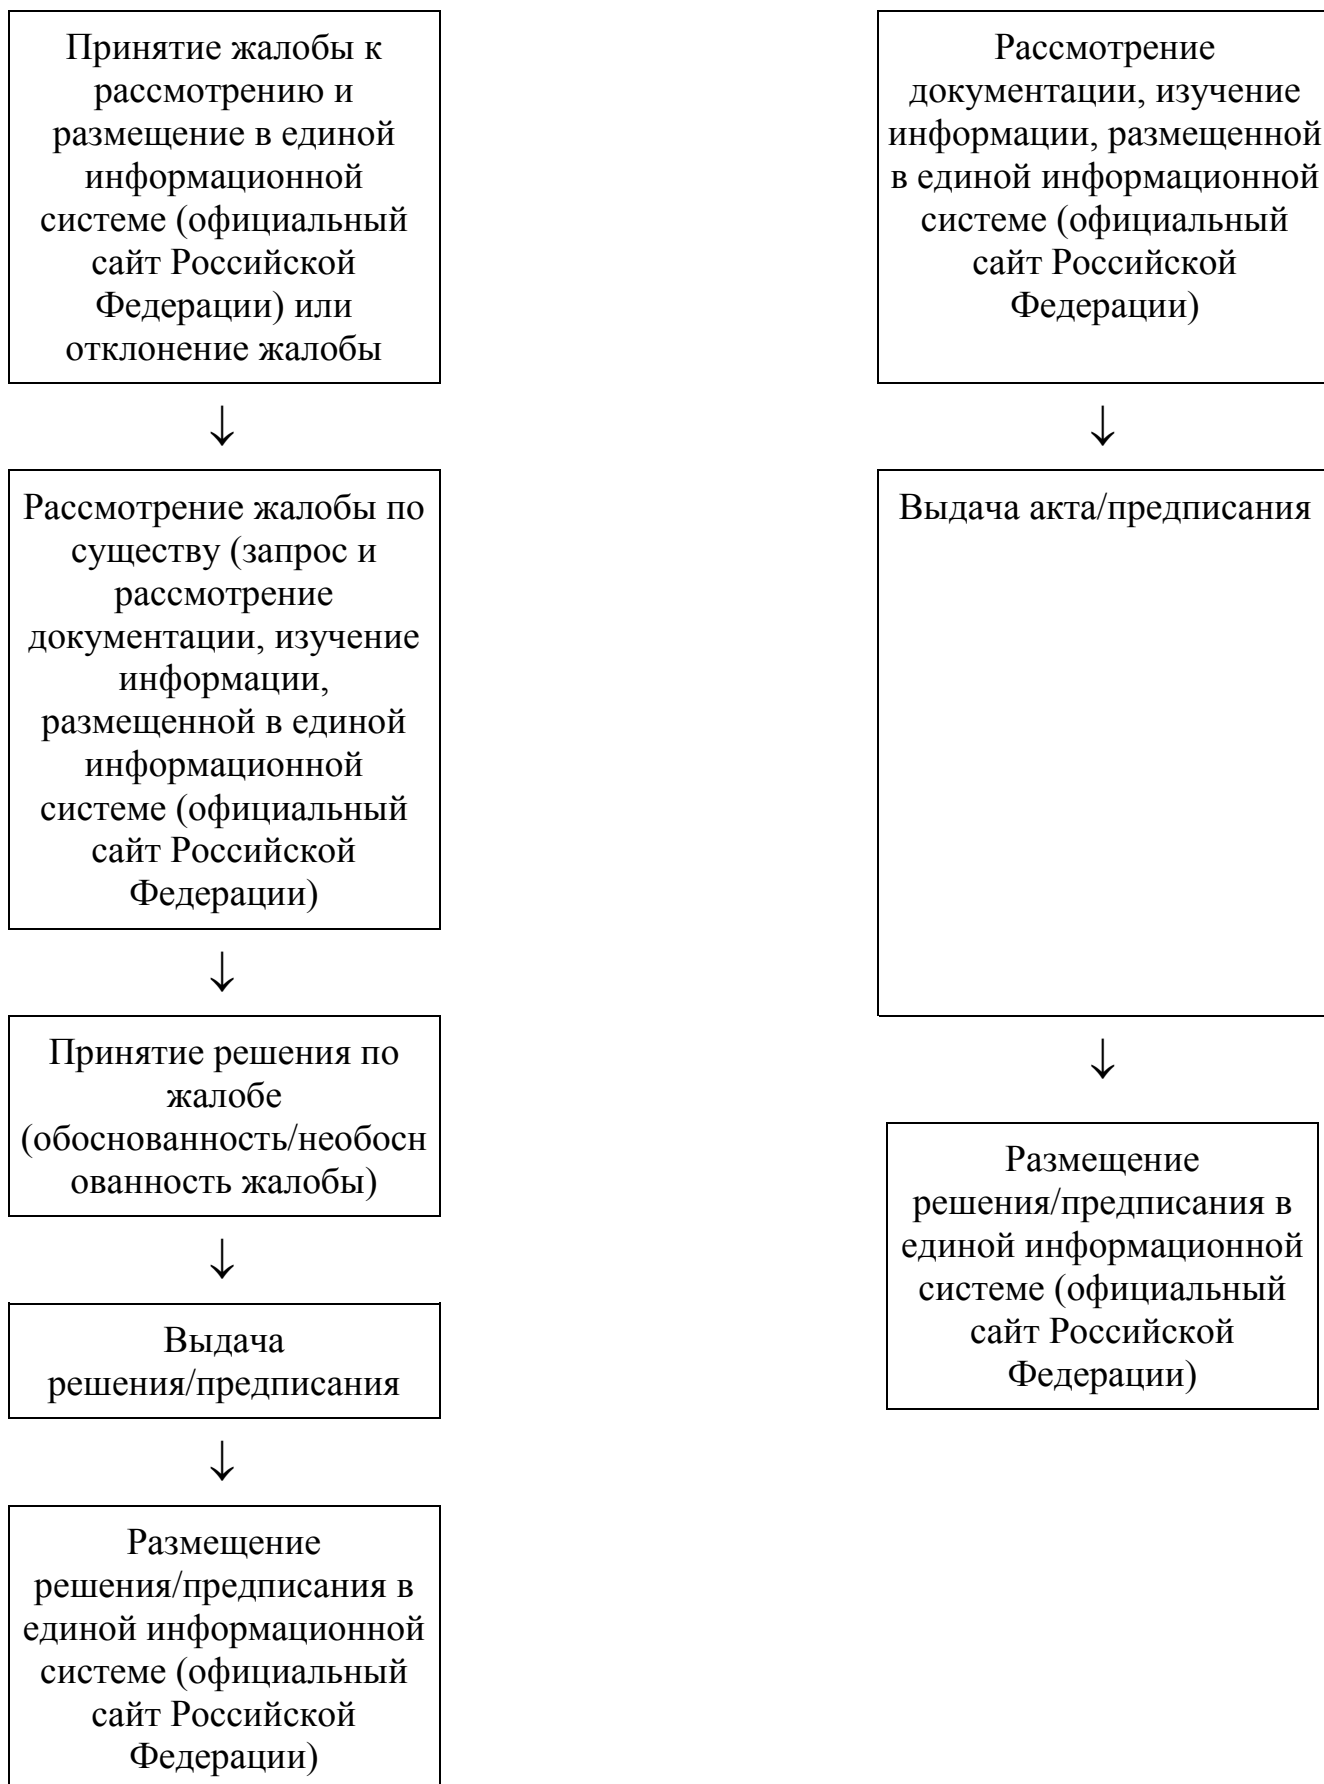 Принятие жалобы к
рассмотрению и
размещение в единой
информационной
системе (официальный
сайт Российской
Федерации) или
отклонение жалобы
↓
Рассмотрение жалобы по
существу (запрос и
рассмотрение
документации, изучение
информации,
размещенной в единой
информационной
системе (официальный
сайт Российской
Федерации)
↓
Принятие решения по
жалобе
(обоснованность/необосн
ованность жалобы)
↓
Выдача
решения/предписания
↓
Размещение
решения/предписания в
единой информационной
системе (официальный
сайт Российской
Федерации)
Рассмотрение
документации, изучение
информации, размещенной
в единой информационной
системе (официальный
сайт Российской
Федерации)
↓
Выдача акта/предписания
↓
Размещение
решения/предписания в
единой информационной
системе (официальный
сайт Российской
Федерации)